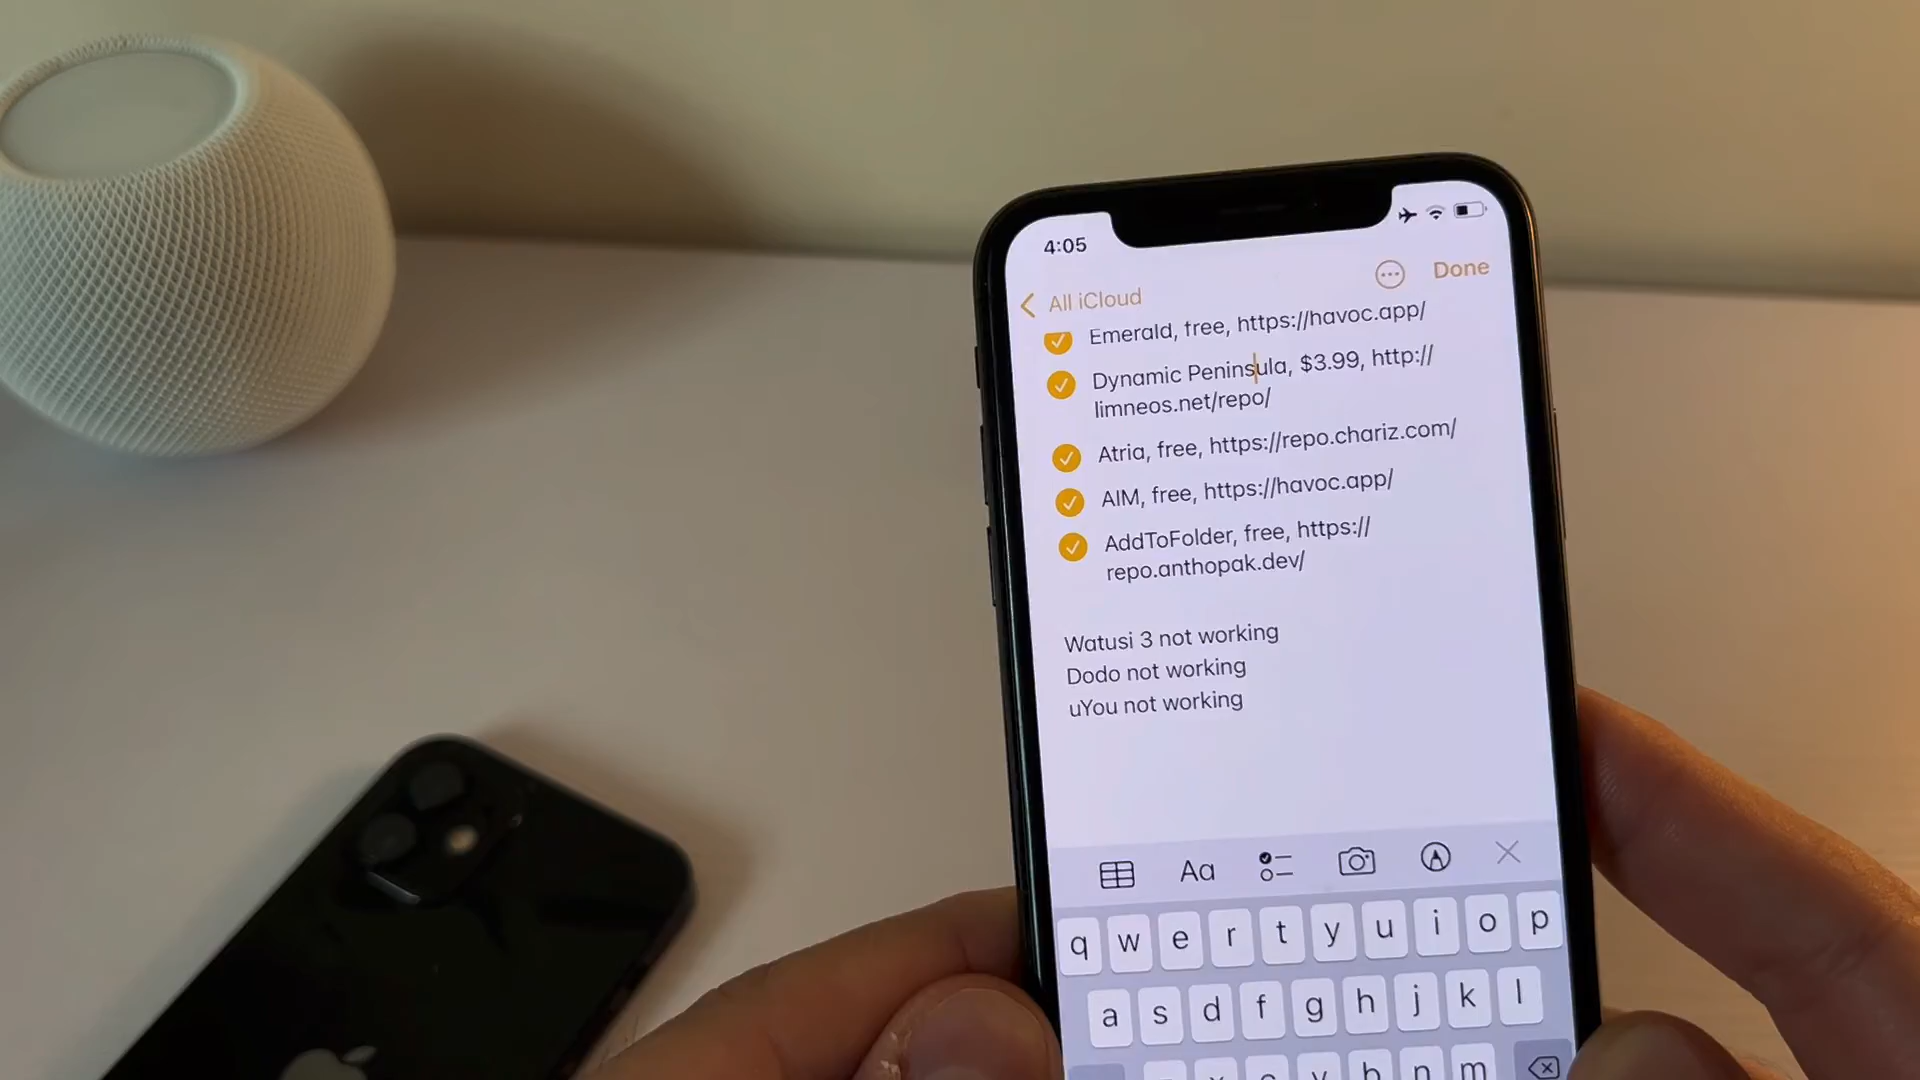 4:05
All iCloud
Done
Emerald, free, https://havoc.app/
Dynamic Peninsula, $3.99, http://
limneos.net/repo/
Atria, free, https://repo.chariz.com/
AIM, free, https://havoc.app/
AddToFolder, free, https://
repo.anthopak.dev/
Watusi 3 not working
Dodo not working
uYou not working
Aa
q w e r t y u i o p
a s d f g h j k l
x c v b n m